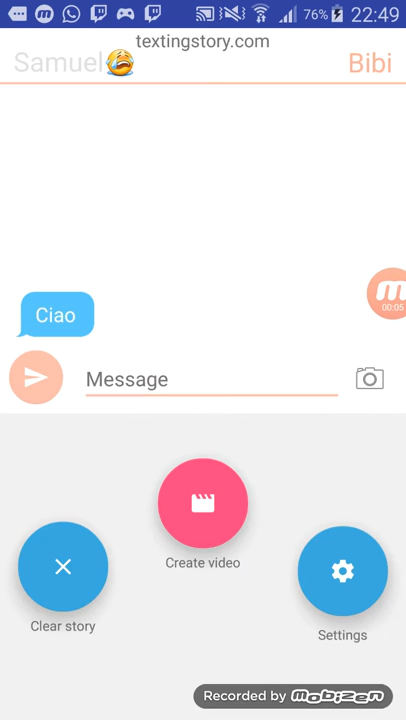 76% 22:49
textingstory.com
Samuel😭 Bibi
00:05
Ciao
Message
Create video
Clear story
Settings
Recorded by mobizen